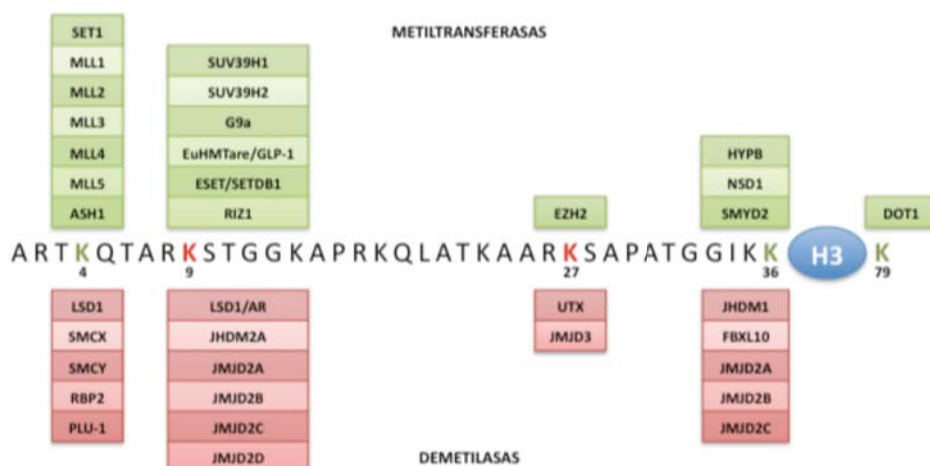 METILTRANSFERASAS
SET1
MLL1
MLL2
MLL3
MLL4
MLL5
ASH1
SUV39H1
SUV39H2
G9a
EuHMTare/GLP-1
ESET/SETDB1
RIZ1
EZH2
HYPB
NSD1
SMYD2
DOT1
ARTKQTARKSTGGKAPRKQLATKAARKSAPATGGIKK H3 K
4 9 27 36 79
LSD1
SMCX
SMCY
RBP2
PLU-1
LSD1/AR
JHDM2A
JMJD2A
JMJD2B
JMJD2C
JMJD2D
UTX
JMJD3
JHDM1
FBXL10
JMJD2A
JMJD2B
JMJD2C
DEMETILASAS